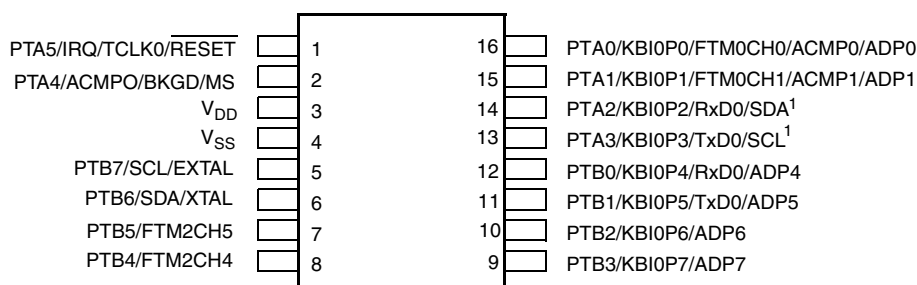 PTA5/IRQ/TCLK0/RESET 1 16 PTA0/KBI0P0/FTM0CH0/ACMP0/ADP0
PTA4/ACMPO/BKGD/MS 2 15 PTA1/KBI0P1/FTM0CH1/ACMP1/ADP1
VDD 3 14 PTA2/KBI0P2/RxD0/SDA1
VSS 4 13 PTA3/KBI0P3/TxD0/SCL1
PTB7/SCL/EXTAL 5 12 PTB0/KBI0P4/RxD0/ADP4
PTB6/SDA/XTAL 6 11 PTB1/KBI0P5/TxD0/ADP5
PTB5/FTM2CH5 7 10 PTB2/KBI0P6/ADP6
PTB4/FTM2CH4 8 9 PTB3/KBI0P7/ADP7